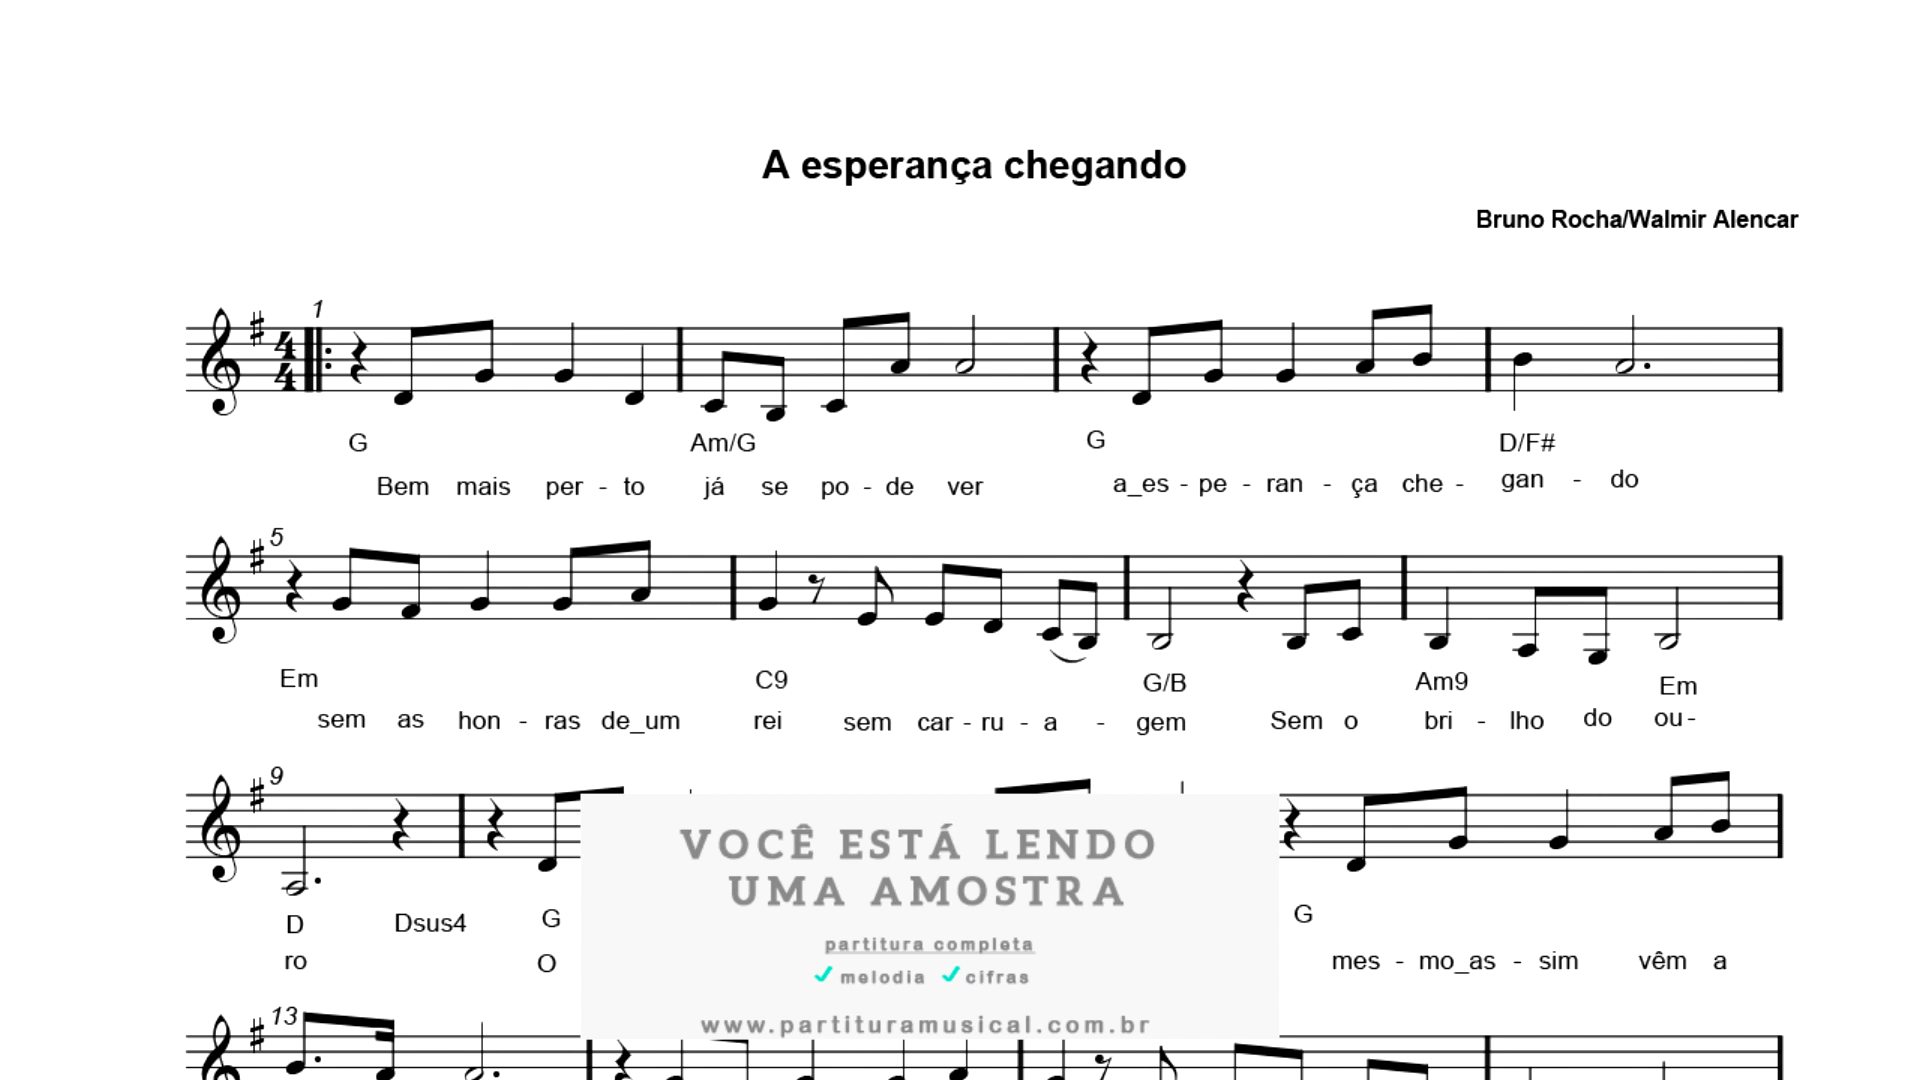 A esperança chegando
Bruno Rocha/Walmir Alencar
1
4
4
G Am/G G D/F#
Bem mais per - to já se po - de ver a_es - pe - ran - ça che - gan - do
5
Em C9 G/B Am9 Em
sem as hon - ras de_um rei sem car - ru - a - gem Sem o bri - lho do ou -
9
D Dsus4 G G
ro O mes - mo_as - sim vêm a
VOCÊ ESTÁ LENDO
UMA AMOSTRA
partitura completa
melodia cifras
www.partituramusical.com.br
13